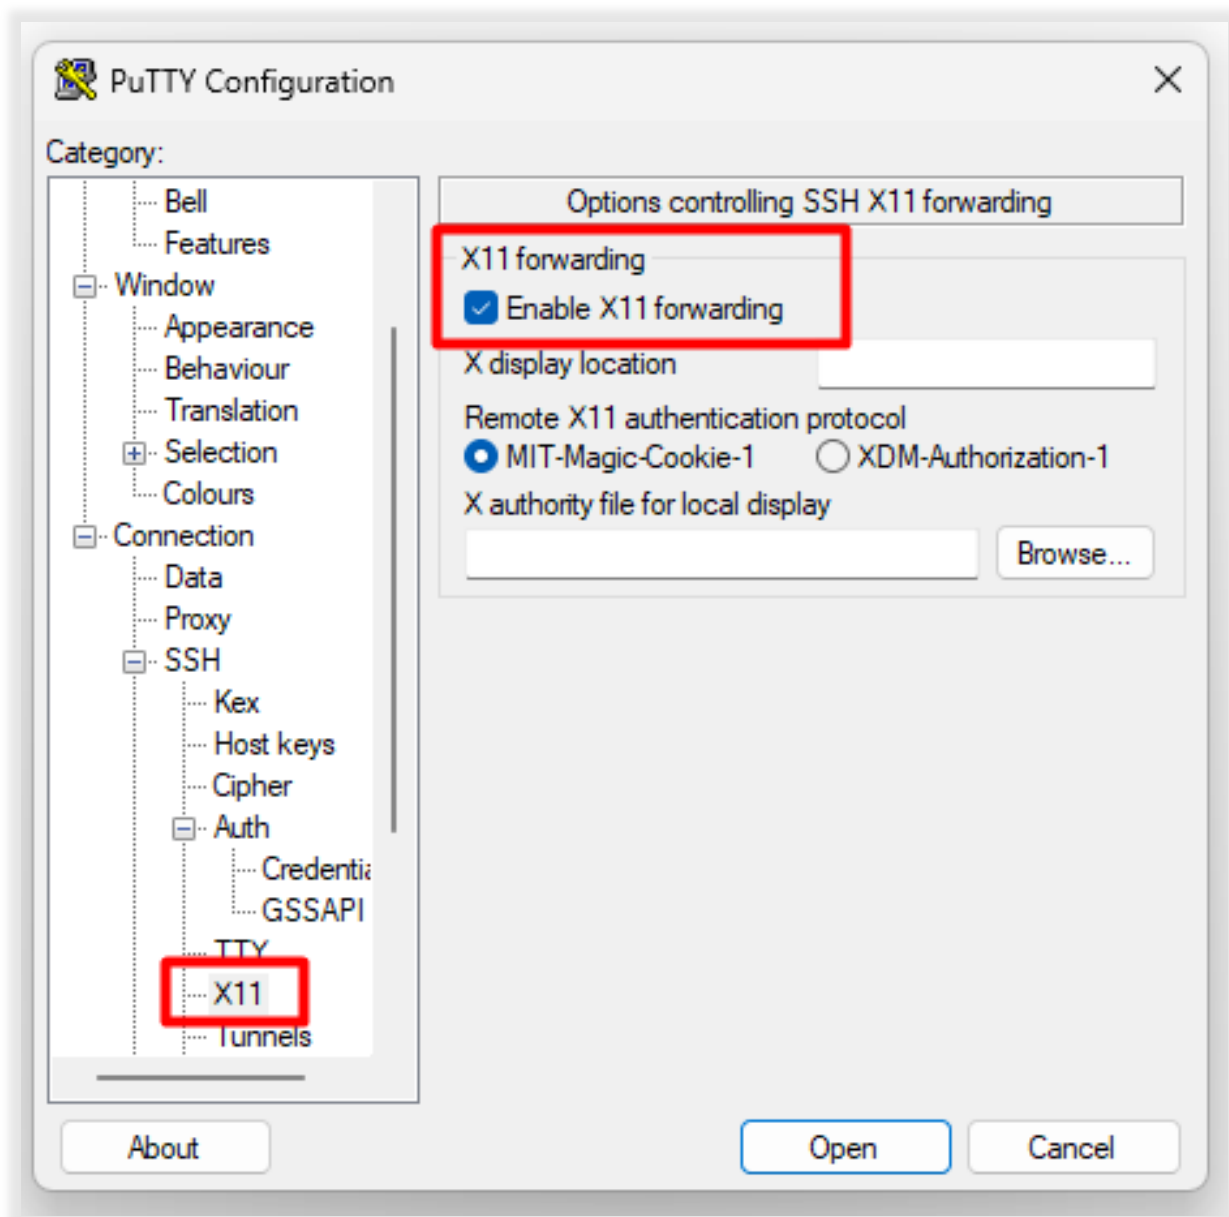 PuTTY Configuration
Category:
Bell
Features
Window
Appearance
Behaviour
Translation
Selection
Colours
Connection
Data
Proxy
SSH
Kex
Host keys
Cipher
Auth
Credentia
GSSAPI
TTY
X11
Tunnels
Options controlling SSH X11 forwarding
X11 forwarding
Enable X11 forwarding
X display location
Remote X11 authentication protocol
MIT-Magic-Cookie-1 XDM-Authorization-1
X authority file for local display
Browse...
About Open Cancel